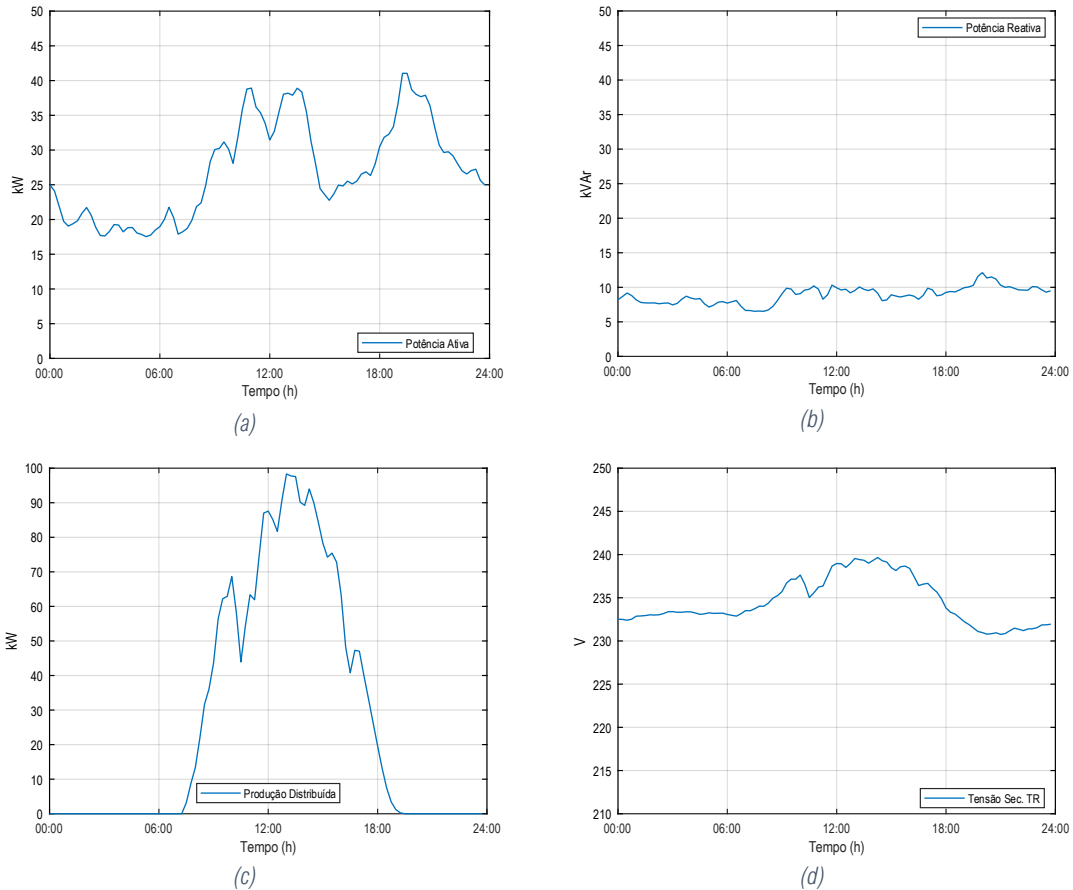 50
45
40
35
30
25
20
15
10
5
0
kW
Potência Ativa
00:00 06:00 12:00 18:00 24:00
Tempo (h)
(a)
50
45
40
35
30
25
20
15
10
5
0
kVAr
Potência Reativa
00:00 06:00 12:00 18:00 24:00
Tempo (h)
(b)
100
90
80
70
60
50
40
30
20
10
0
kW
Produção Distribuída
00:00 06:00 12:00 18:00 24:00
Tempo (h)
(c)
250
245
240
235
230
225
220
215
210
V
Tensão Sec. TR
00:00 06:00 12:00 18:00 24:00
Tempo (h)
(d)